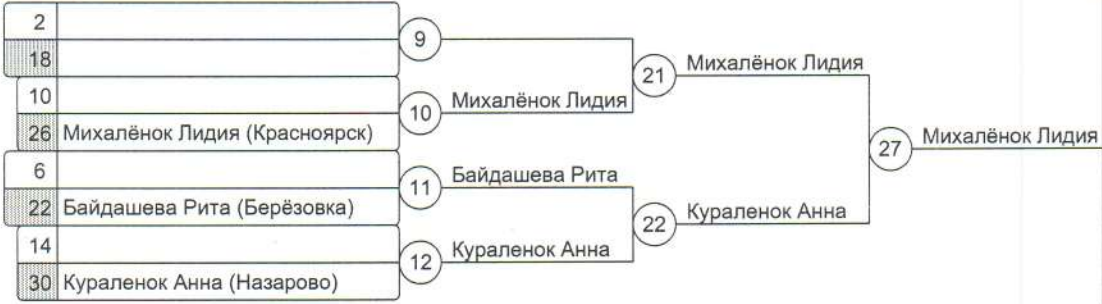 2
18
9
10
26 Михалёнок Лидия (Красноярск)
10 Михалёнок Лидия
21 Михалёнок Лидия
6
22 Байдашева Рита (Берёзовка)
11 Байдашева Рита
14
30 Кураленок Анна (Назарово)
12 Кураленок Анна
22 Кураленок Анна
27 Михалёнок Лидия